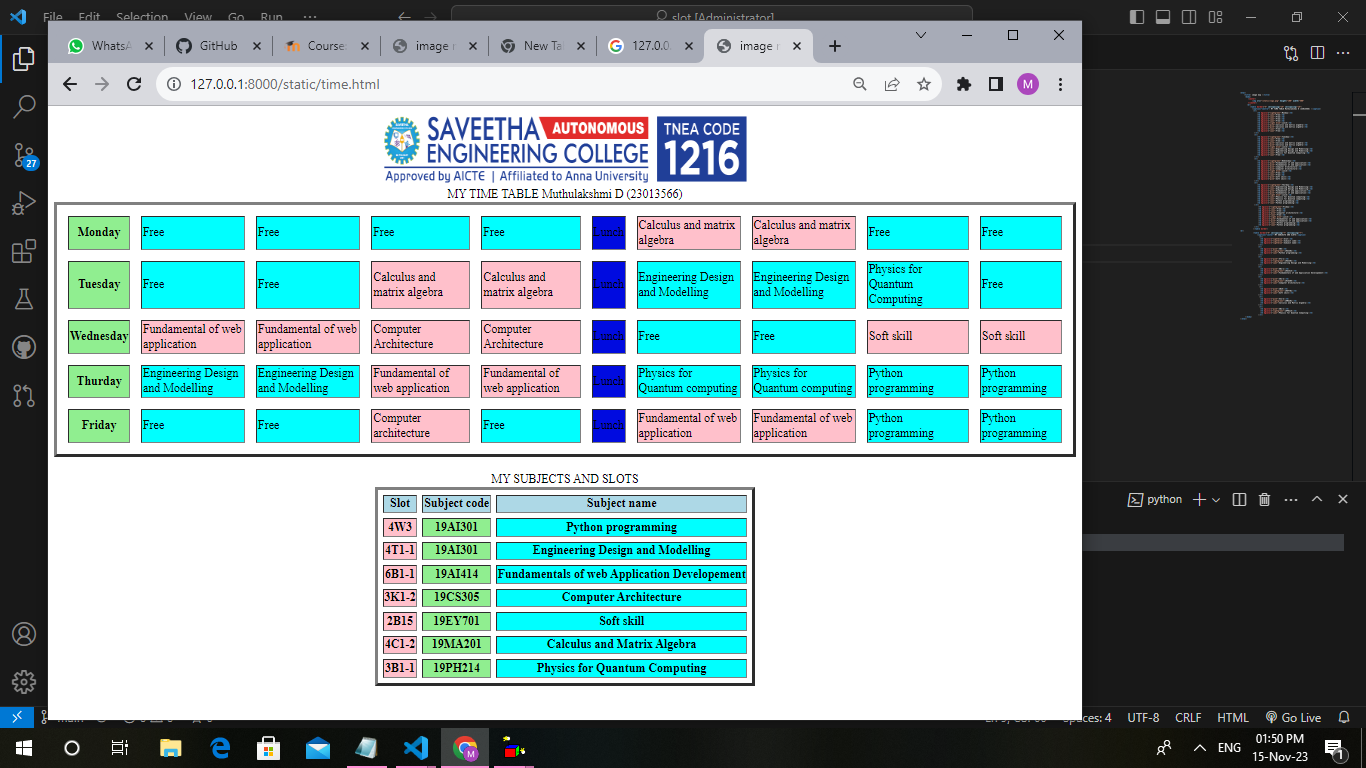 File Edit Selection View Go Run ··· slot [Administrator]
WhatsA GitHub Course: image n New Tab 127.0.0. image n
127.0.0.1:8000/static/time.html
27
M
SAVEETHA AUTONOMOUS
ENGINEERING COLLEGE
Approved by AICTE | Affiliated to Anna University
TNEA CODE
1216
MY TIME TABLE Muthulakshmi D (23013566)
Monday Free Free Free Free Lunch Calculus and matrix algebra Calculus and matrix algebra Free Free
Tuesday Free Free Calculus and matrix algebra Calculus and matrix algebra Lunch Engineering Design and Modelling Engineering Design and Modelling Physics for Quantum Computing Free
Wednesday Fundamental of web application Fundamental of web application Computer Architecture Computer Architecture Lunch Free Free Soft skill Soft skill
Thurday Engineering Design and Modelling Engineering Design and Modelling Fundamental of web application Fundamental of web application Lunch Physics for Quantum computing Physics for Quantum computing Python programming Python programming
Friday Free Free Computer architecture Free Lunch Fundamental of web application Fundamental of web application Python programming Python programming
MY SUBJECTS AND SLOTS
Slot Subject code Subject name
4W3 19AI301 Python programming
4T1-1 19AI301 Engineering Design and Modelling
6B1-1 19AI414 Fundamentals of web Application Developement
3K1-2 19CS305 Computer Architecture
2B15 19EY701 Soft skill
4C1-2 19MA201 Calculus and Matrix Algebra
3B1-1 19PH214 Physics for Quantum Computing
python
Spaces: 4 UTF-8 CRLF HTML Go Live
ENG 01:50 PM
15-Nov-23
1